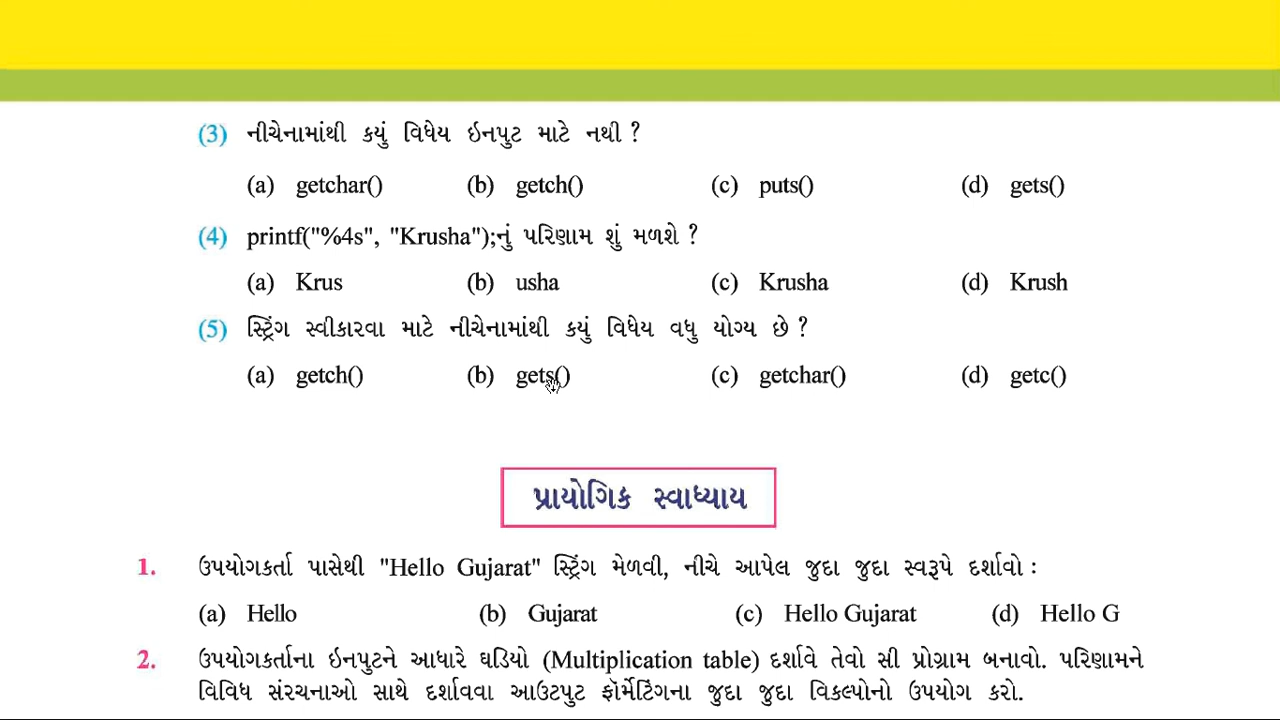 (3) નીચેનામાંથી કયું વિધેય ઇનપુટ માટે નથી ?
(a) getchar() (b) getch() (c) puts() (d) gets()
(4) printf("%4s", "Krusha");નું પરિણામ શું મળશે ?
(a) Krus (b) usha (c) Krusha (d) Krush
(5) સ્ટ્રિંગ સ્વીકારવા માટે નીચેનામાંથી કયું વિધેય વધુ યોગ્ય છે ?
(a) getch() (b) gets() (c) getchar() (d) getc()
પ્રાયોગિક સ્વાધ્યાય
1. ઉપયોગકર્તા પાસેથી "Hello Gujarat" સ્ટ્રિંગ મેળવી, નીચે આપેલ જુદા જુદા સ્વરૂપે દર્શાવો :
(a) Hello (b) Gujarat (c) Hello Gujarat (d) Hello G
2. ઉપયોગકર્તાના ઇનપુટને આધારે ઘડિયો (Multiplication table) દર્શાવે તેવો સી પ્રોગ્રામ બનાવો. પરિણામને
વિવિધ સંરચનાઓ સાથે દર્શાવવા આઉટપુટ ફૉર્મેટિંગના જુદા જુદા વિકલ્પોનો ઉપયોગ કરો.